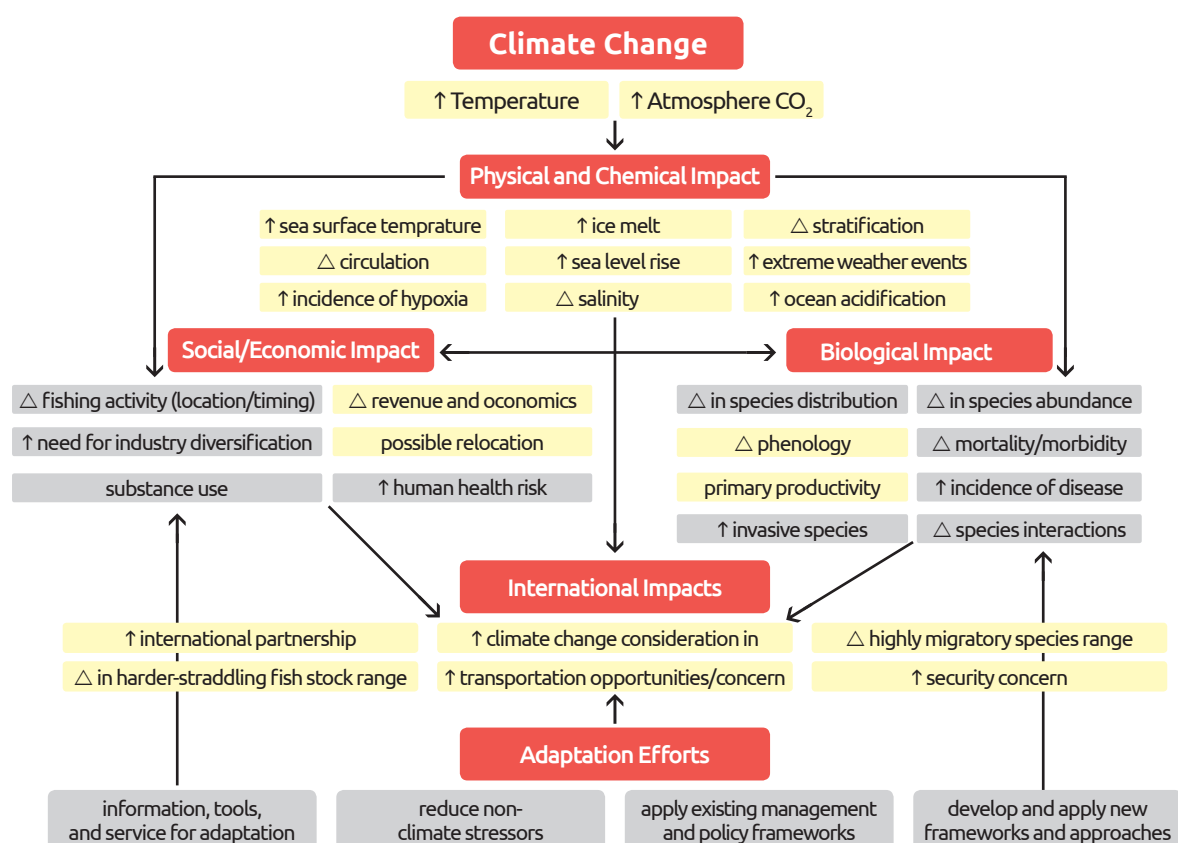 Climate Change
↑ Temperature
↑ Atmosphere CO₂
Physical and Chemical Impact
↑ sea surface temprature
↑ ice melt
△ stratification
△ circulation
↑ sea level rise
↑ extreme weather events
↑ incidence of hypoxia
△ salinity
↑ ocean acidification
Social/Economic Impact
Biological Impact
△ fishing activity (location/timing)
△ revenue and oconomics
↑ need for industry diversification
possible relocation
substance use
↑ human health risk
△ in species distribution
△ in species abundance
△ phenology
△ mortality/morbidity
primary productivity
↑ incidence of disease
↑ invasive species
△ species interactions
International Impacts
↑ international partnership
↑ climate change consideration in
△ highly migratory species range
△ in harder-straddling fish stock range
↑ transportation opportunities/concern
↑ security concern
Adaptation Efforts
information, tools,
and service for adaptation
reduce non-
climate stressors
apply existing management
and policy frameworks
develop and apply new
frameworks and approaches